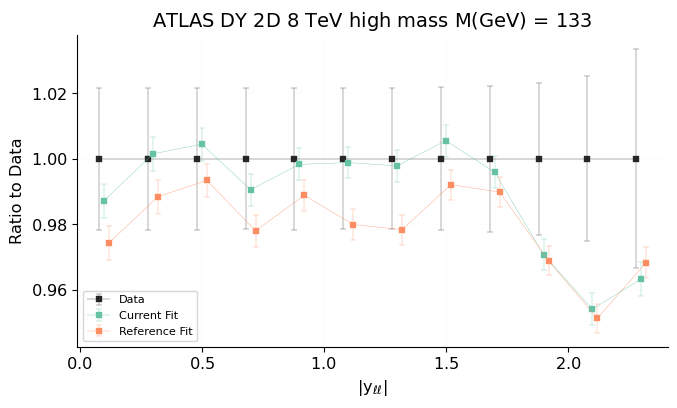 ATLAS DY 2D 8 TeV high mass M(GeV) = 133
Ratio to Data
1.02
1.00
0.98
0.96
Data
Current Fit
Reference Fit
0.0 0.5 1.0 1.5 2.0
|yℓℓ|